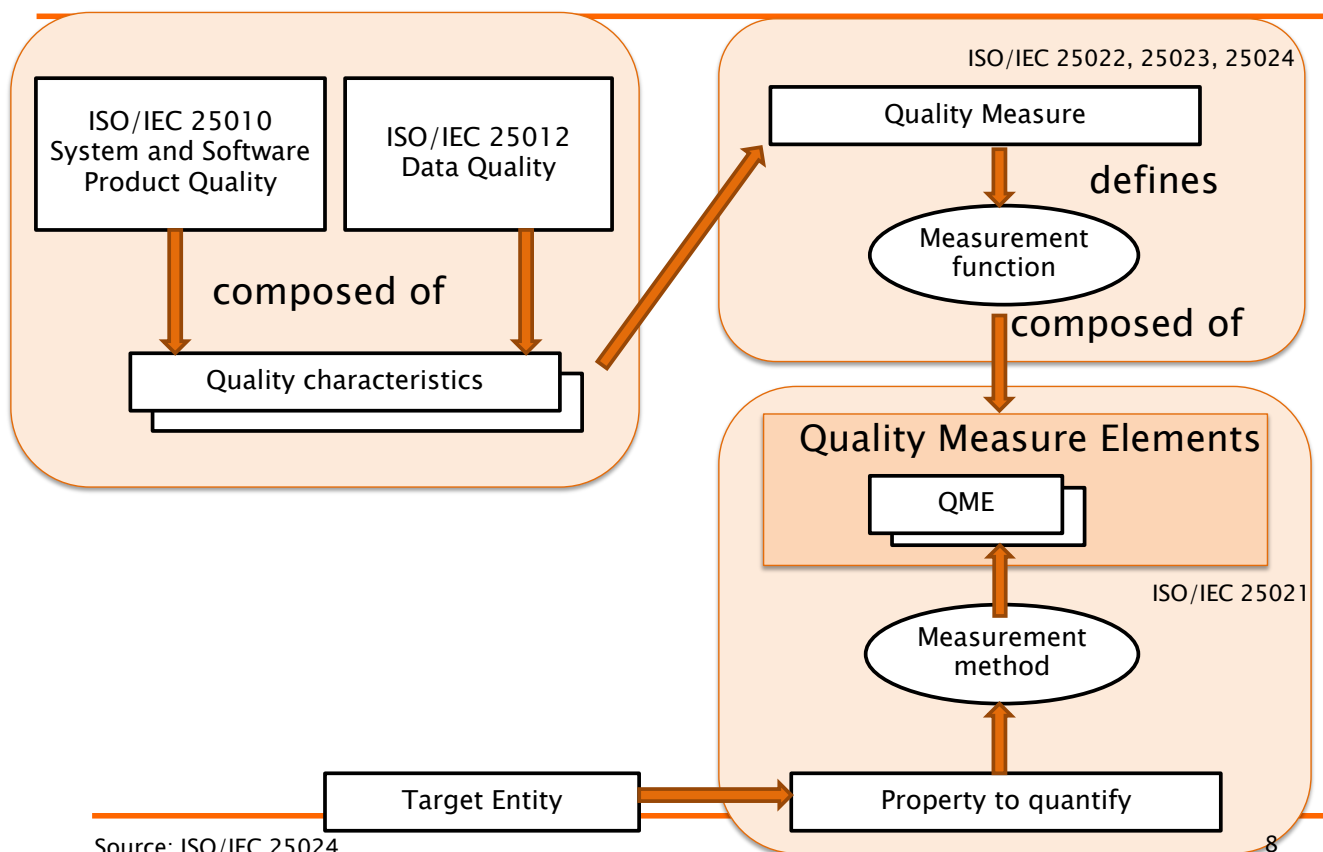 ISO/IEC 25010
System and Software
Product Quality
ISO/IEC 25012
Data Quality
composed of
Quality characteristics
ISO/IEC 25022, 25023, 25024
Quality Measure
defines
Measurement
function
composed of
Quality Measure Elements
QME
ISO/IEC 25021
Measurement
method
Target Entity
Property to quantify
Source: ISO/IEC 25024
8